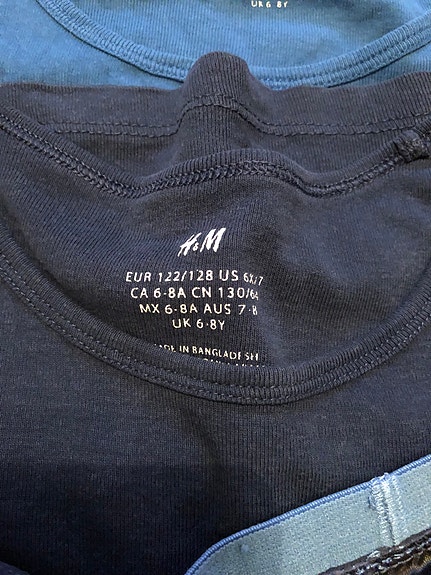 UK 6-8Y
H&M
EUR 122/128 US 6X/7
CA 6-8A CN 130/64
MX 6-8A AUS 7-8
UK 6-8Y
MADE IN BANGLADESH